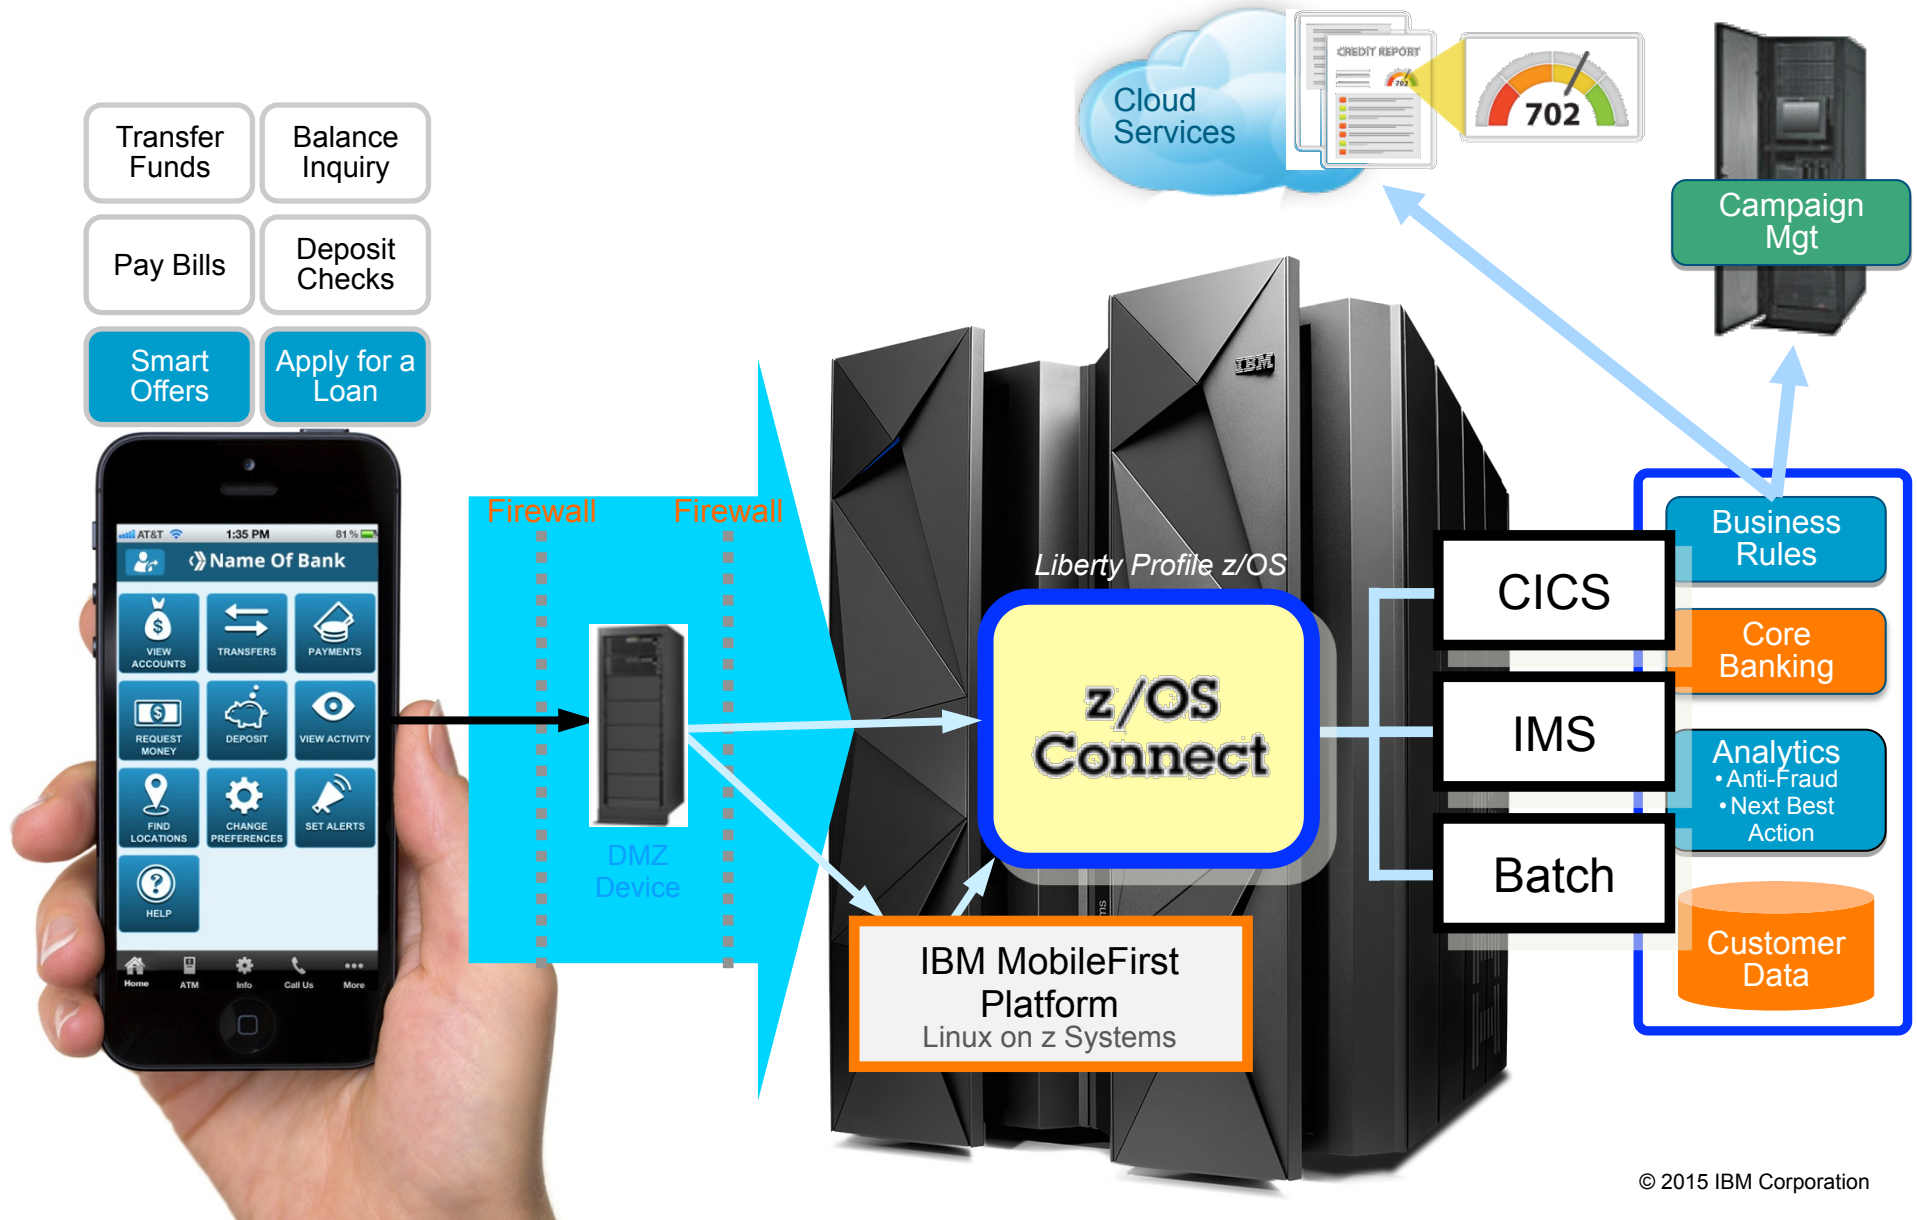 Transfer
Funds
Balance
Inquiry
Pay Bills
Deposit
Checks
Smart
Offers
Apply for a
Loan
AT&T
1:35 PM
81%
Name Of Bank
VIEW
ACCOUNTS
TRANSFERS
PAYMENTS
REQUEST
MONEY
DEPOSIT
VIEW ACTIVITY
FIND
LOCATIONS
CHANGE
PREFERENCES
SET ALERTS
HELP
Home
ATM
Info
Call Us
More
Firewall
Firewall
DMZ
Device
Cloud
Services
CREDIT REPORT
702
702
Campaign
Mgt
IBM
Liberty Profile z/OS
z/OS
Connect
IBM MobileFirst
Platform
Linux on z Systems
CICS
IMS
Batch
Business
Rules
Core
Banking
Analytics
•Anti-Fraud
•Next Best
Action
Customer
Data
© 2015 IBM Corporation